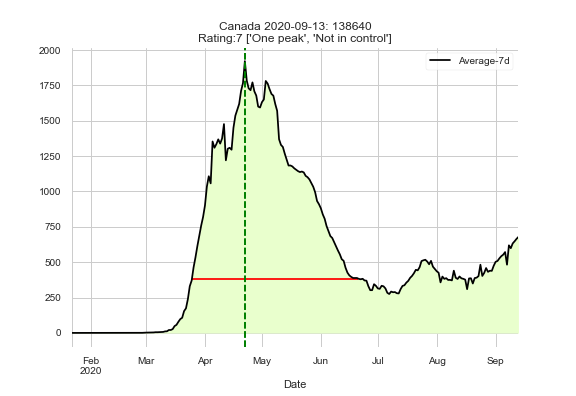 Canada 2020-09-13: 138640
Rating:7 ['One peak', 'Not in control']
Average-7d
2000
1750
1500
1250
1000
750
500
250
0
Feb Mar Apr May Jun Jul Aug Sep
2020
Date